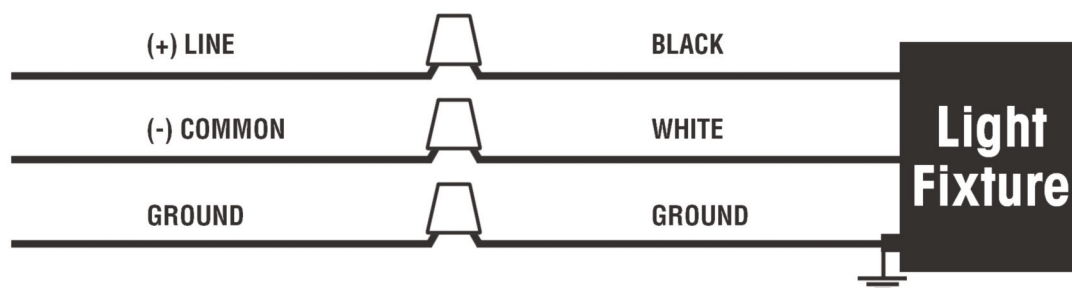 (+) LINE
BLACK
(-) COMMON
WHITE
GROUND
GROUND
Light
Fixture